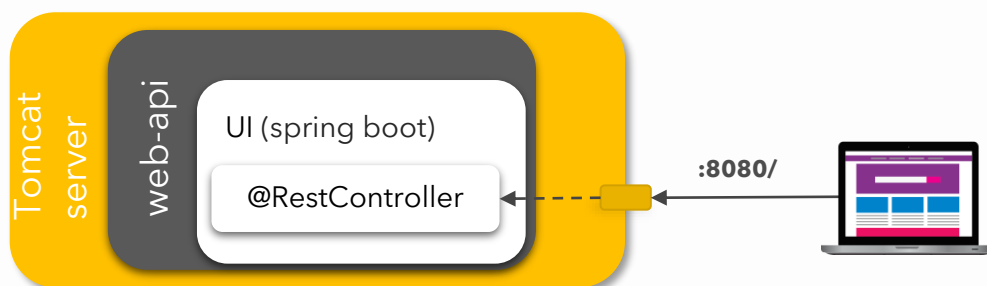 Tomcat
server
web-api
UI (spring boot)
@RestController
:8080/